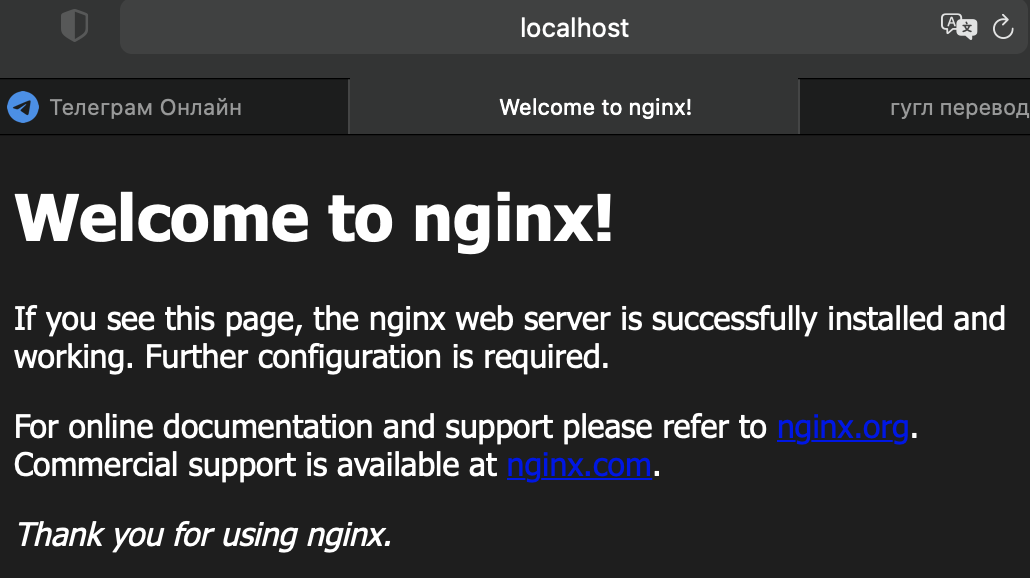 localhost
Телеграм Онлайн
Welcome to nginx!
гугл перевод
Welcome to nginx!
If you see this page, the nginx web server is successfully installed and
working. Further configuration is required.
For online documentation and support please refer to nginx.org.
Commercial support is available at nginx.com.
Thank you for using nginx.